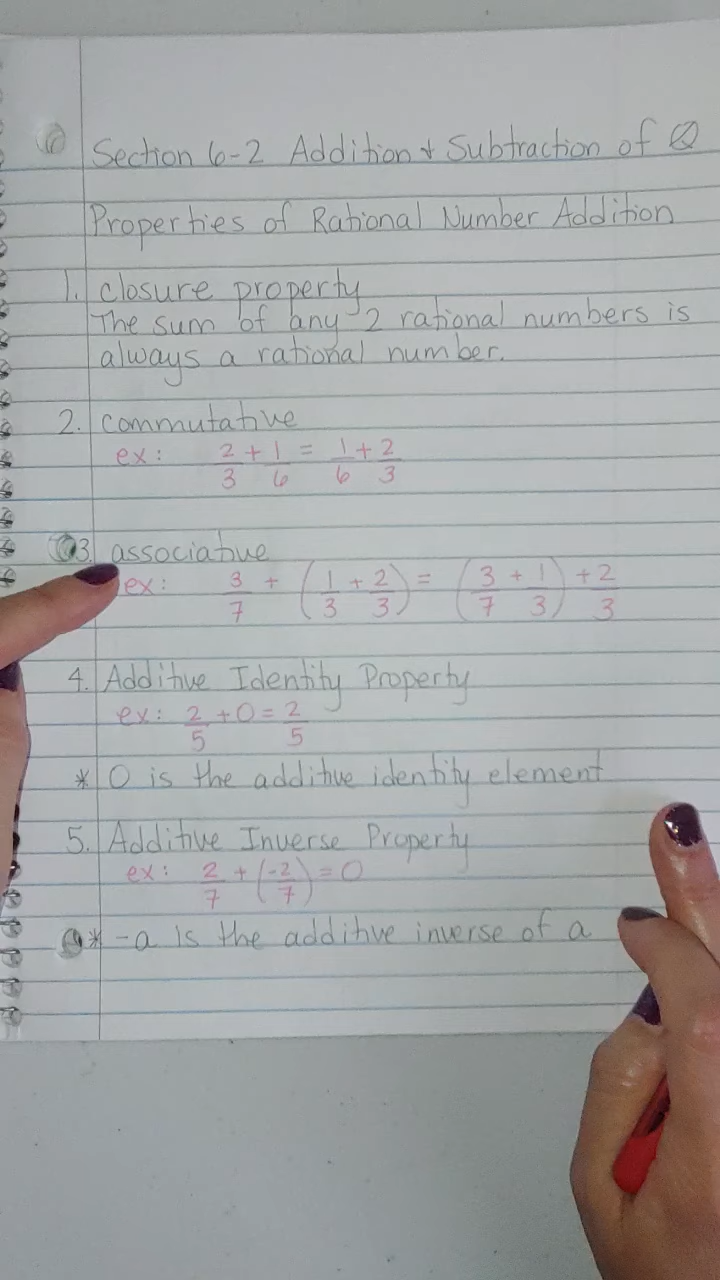 Section 6-2 Addition + Subtraction of Q
Properties of Rational Number Addition
1. closure property
The sum of any 2 rational numbers is
always a rational number.
2. commutative
ex: 2/3 + 1/6 = 1/6 + 2/3
3. associative
ex: 3/7 + (1/3 + 2/3) = (3/7 + 1/3) + 2/3
4. Additive Identity Property
ex: 2/5 + 0 = 2/5
* 0 is the additive identity element
5. Additive Inverse Property
ex: 2/7 + (-2/7) = 0
* -a is the additive inverse of a